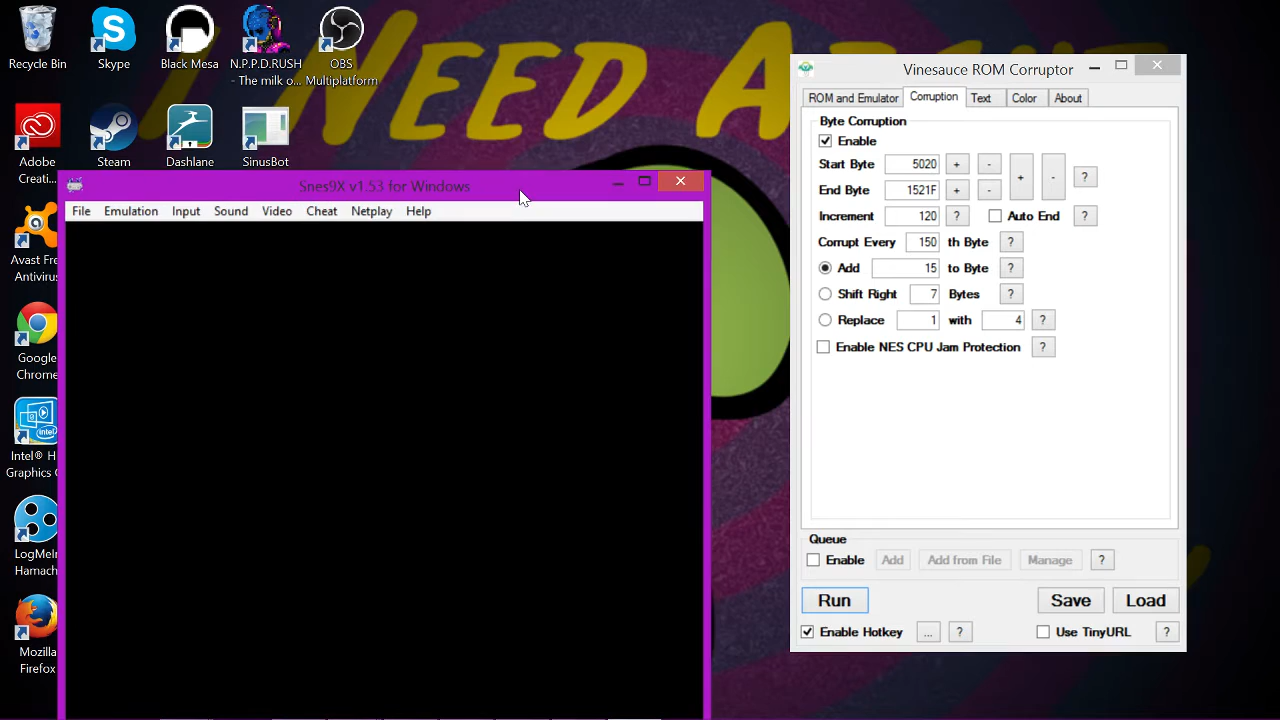 I NEED ABOUT
Recycle Bin
Skype
Black Mesa
N.P.P.D.RUSH
- The milk o...
OBS
Multiplatform
Adobe
Creati...
Steam
Dashlane
SinusBot
Avast Fre
Antivirus
Google
Chrome
Intel® H
Graphics C
LogMeIn
Hamach
Mozilla
Firefox
Snes9X v1.53 for Windows
File Emulation Input Sound Video Cheat Netplay Help
Vinesauce ROM Corruptor
ROM and Emulator Corruption Text Color About
Byte Corruption
Enable
Start Byte 5020 + - + - ?
End Byte 1521F + -
Increment 120 ? Auto End ?
Corrupt Every 150 th Byte ?
Add 15 to Byte ?
Shift Right 7 Bytes ?
Replace 1 with 4 ?
Enable NES CPU Jam Protection ?
Queue
Enable Add Add from File Manage ?
Run Save Load
Enable Hotkey ... ? Use TinyURL ?